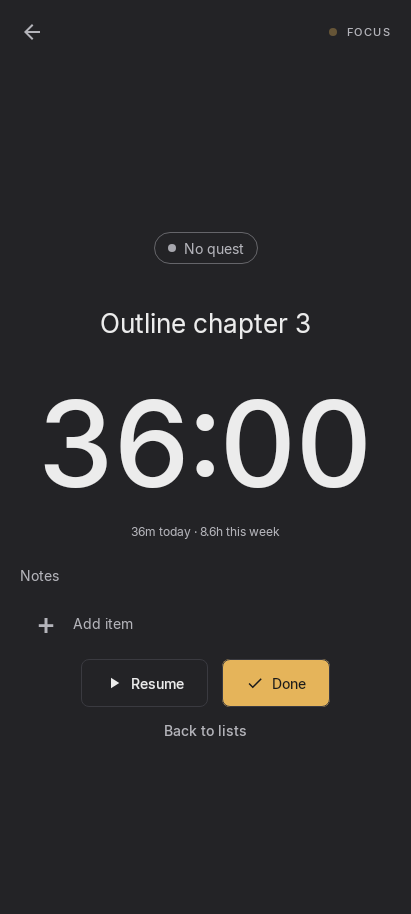 FOCUS
No quest
Outline chapter 3
36:00
36m today · 8.6h this week
Notes
Add item
Resume
Done
Back to lists